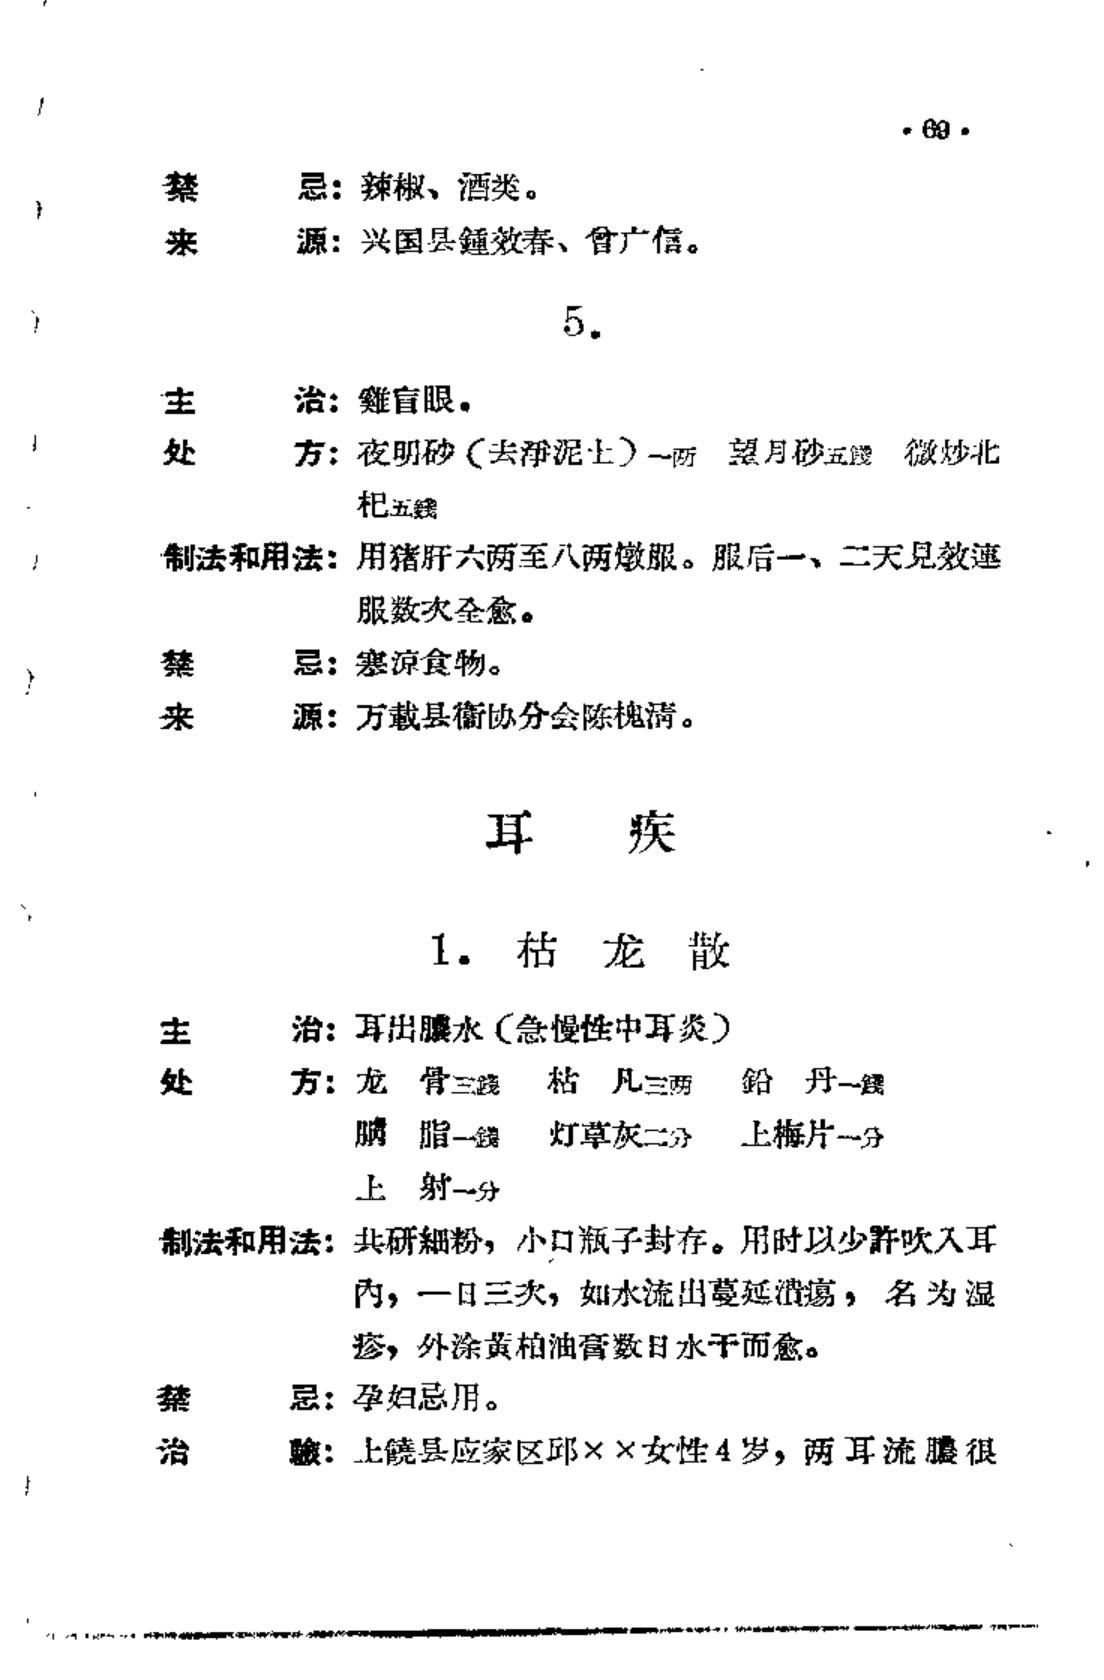 ·69·
禁　　忌：辣椒、酒类。
来　　源：兴国县鍾效春、曾广信。
5.
主　　治：雞盲眼。
处　　方：夜明砂（去淨泥土）一两　望月砂五錢　微炒北
杞五錢
制法和用法：用猪肝六两至八两燉服。服后一、二天見效連
服数次全愈。
禁　　忌：寒涼食物。
来　　源：万載县衞协分会陈槐清。
耳　疾
1. 枯 龙 散
主　　治：耳出膿水（急慢性中耳炎）
处　　方：龙　骨三錢　枯　凡三两　鉛　丹一錢
胭　脂一錢　灯草灰二分　上梅片一分
上　射一分
制法和用法：共研細粉，小口瓶子封存。用时以少許吹入耳
內，一日三次，如水流出蔓延潰瘍，名为湿
疹，外涂黃柏油膏数日水干而愈。
禁　　忌：孕妇忌用。
治　　驗：上饒县应家区邱××女性4岁，两耳流膿很